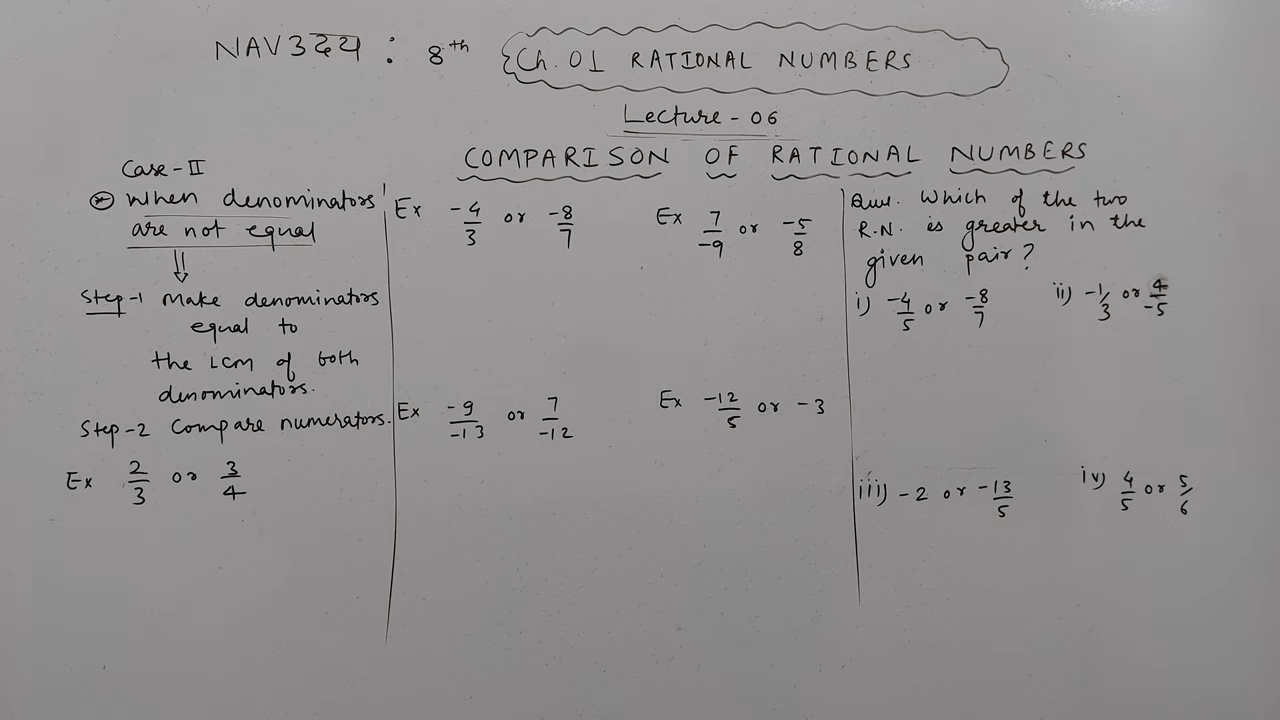 NAV3244 : 8th Ch. 01 RATIONAL NUMBERS
Lecture - 06
COMPARISON OF RATIONAL NUMBERS
Case - II
* When denominators
are not equal
⇓
Step-1 Make denominators
equal to
the LCM of both
denominators.
Step-2 Compare numerators.
Ex 2/3 or 3/4
Ex -4/3 or -8/7
Ex 7/-9 or -5/8
Ex -9/-13 or 7/-12
Ex -12/5 or -3
Ques. Which of the two
R.N. is greater in the
given pair?
i) -4/5 or -8/7 ii) -1/3 or 4/-5
iii) -2 or -13/5 iv) 4/5 or 5/6